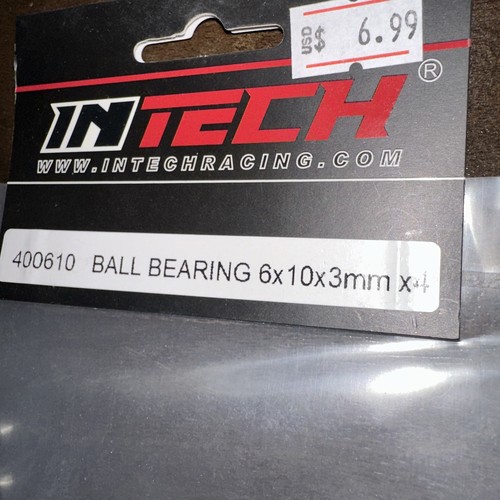 USD $ 6.99
INTECH®
WWW.INTECHRACING.COM
400610 BALL BEARING 6x10x3mm x4